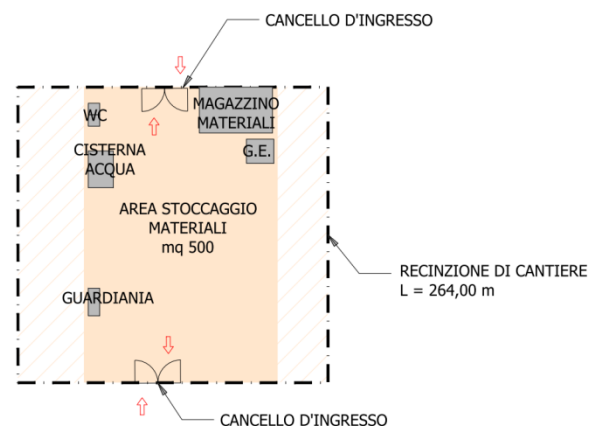 CANCELLO D'INGRESSO
MAGAZZINO
MATERIALI
WC
G.E.
CISTERNA
ACQUA
AREA STOCCAGGIO
MATERIALI
mq 500
RECINZIONE DI CANTIERE
L = 264,00 m
GUARDIANIA
CANCELLO D'INGRESSO